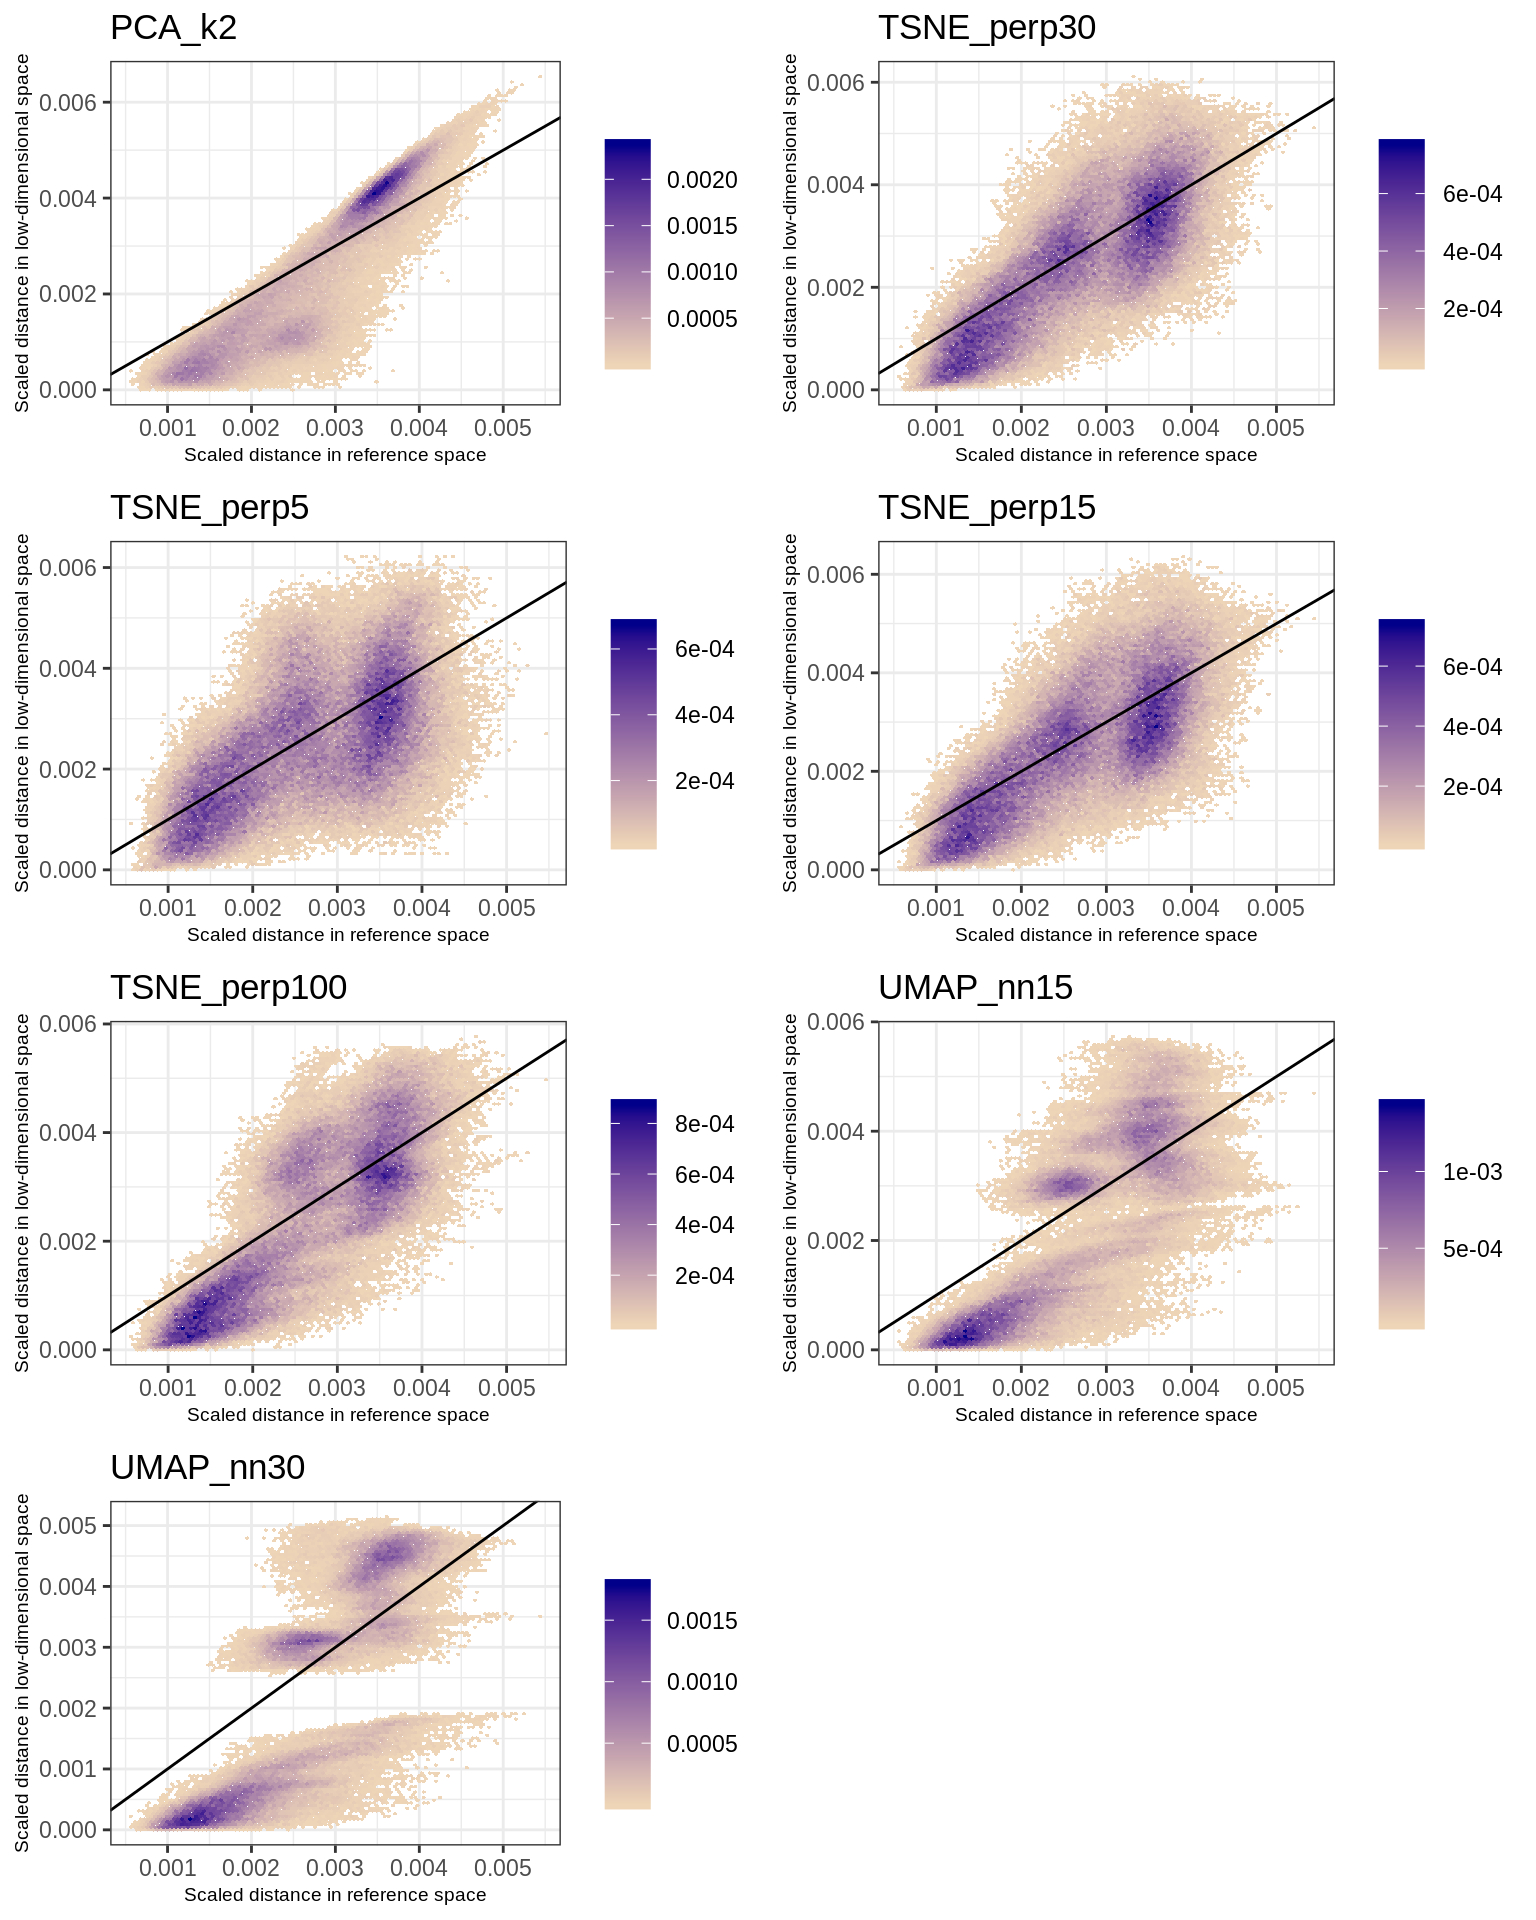 PCA_k2
Scaled distance in low-dimensional space
0.006
0.004
0.002
0.000
0.001 0.002 0.003 0.004 0.005
Scaled distance in reference space
0.0020
0.0015
0.0010
0.0005
TSNE_perp30
Scaled distance in low-dimensional space
0.006
0.004
0.002
0.000
0.001 0.002 0.003 0.004 0.005
Scaled distance in reference space
6e-04
4e-04
2e-04
TSNE_perp5
Scaled distance in low-dimensional space
0.006
0.004
0.002
0.000
0.001 0.002 0.003 0.004 0.005
Scaled distance in reference space
6e-04
4e-04
2e-04
TSNE_perp15
Scaled distance in low-dimensional space
0.006
0.004
0.002
0.000
0.001 0.002 0.003 0.004 0.005
Scaled distance in reference space
6e-04
4e-04
2e-04
TSNE_perp100
Scaled distance in low-dimensional space
0.006
0.004
0.002
0.000
0.001 0.002 0.003 0.004 0.005
Scaled distance in reference space
8e-04
6e-04
4e-04
2e-04
UMAP_nn15
Scaled distance in low-dimensional space
0.006
0.004
0.002
0.000
0.001 0.002 0.003 0.004 0.005
Scaled distance in reference space
1e-03
5e-04
UMAP_nn30
Scaled distance in low-dimensional space
0.005
0.004
0.003
0.002
0.001
0.000
0.001 0.002 0.003 0.004 0.005
Scaled distance in reference space
0.0015
0.0010
0.0005